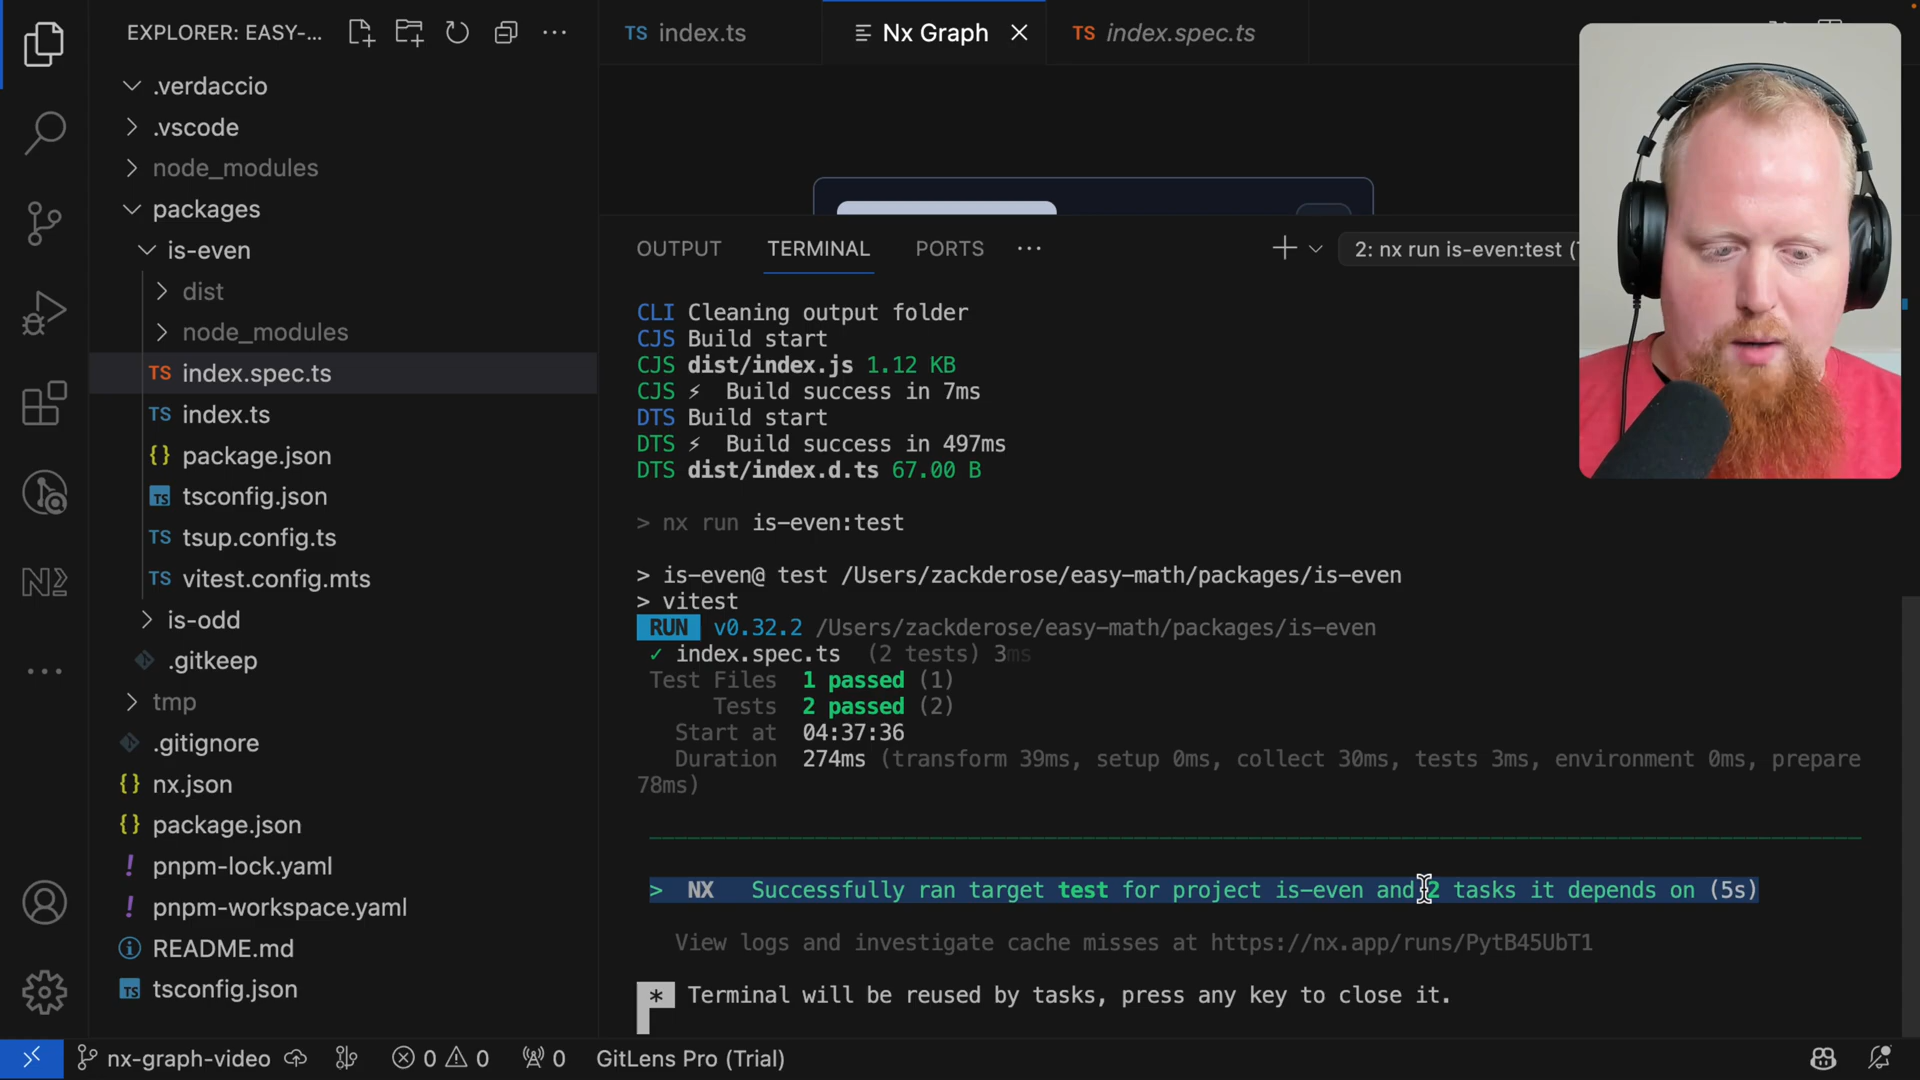 EXPLORER: EASY-...
.verdaccio
.vscode
node_modules
packages
is-even
dist
node_modules
TS index.spec.ts
TS index.ts
{} package.json
TS tsconfig.json
TS tsup.config.ts
TS vitest.config.mts
is-odd
.gitkeep
tmp
.gitignore
{} nx.json
{} package.json
! pnpm-lock.yaml
! pnpm-workspace.yaml
README.md
TS tsconfig.json
TS index.ts
Nx Graph
TS index.spec.ts
OUTPUT TERMINAL PORTS ···
2: nx run is-even:test (
CLI Cleaning output folder
CJS Build start
CJS dist/index.js 1.12 KB
CJS ⚡ Build success in 7ms
DTS Build start
DTS ⚡ Build success in 497ms
DTS dist/index.d.ts 67.00 B
> nx run is-even:test
> is-even@ test /Users/zackderose/easy-math/packages/is-even
> vitest
RUN v0.32.2 /Users/zackderose/easy-math/packages/is-even
✓ index.spec.ts (2 tests) 3ms
Test Files 1 passed (1)
Tests 2 passed (2)
Start at 04:37:36
Duration 274ms (transform 39ms, setup 0ms, collect 30ms, tests 3ms, environment 0ms, prepare
78ms)
> NX Successfully ran target test for project is-even and 2 tasks it depends on (5s)
View logs and investigate cache misses at https://nx.app/runs/PytB45UbT1
* Terminal will be reused by tasks, press any key to close it.
nx-graph-video 0 0 0 GitLens Pro (Trial)